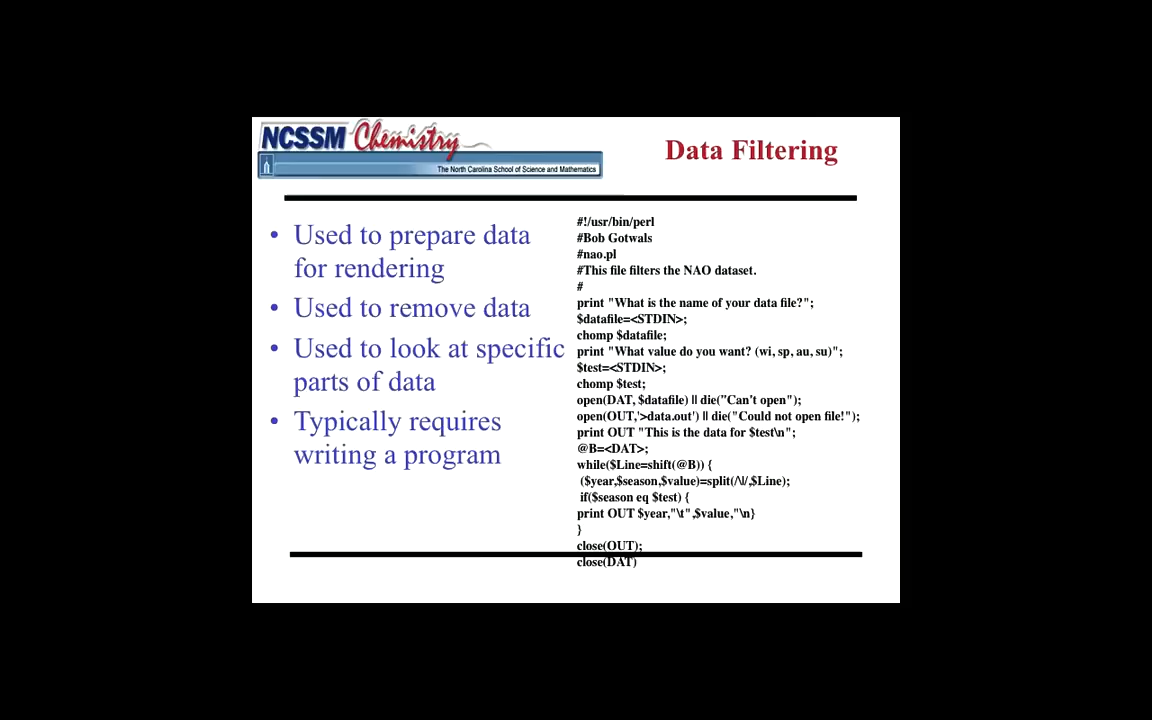 NCSSM Chemistry
The North Carolina School of Science and Mathematics
Data Filtering
• Used to prepare data
for rendering
• Used to remove data
• Used to look at specific
parts of data
• Typically requires
writing a program
#!/usr/bin/perl
#Bob Gotwals
#nao.pl
#This file filters the NAO dataset.
#
print "What is the name of your data file?";
$datafile=<STDIN>;
chomp $datafile;
print "What value do you want? (wi, sp, au, su)";
$test=<STDIN>;
chomp $test;
open(DAT, $datafile) || die("Can't open");
open(OUT,'>data.out') || die("Could not open file!");
print OUT "This is the data for $test\n";
@B=<DAT>;
while($Line=shift(@B)) {
($year,$season,$value)=split(/\|/,$Line);
if($season eq $test) {
print OUT $year,"\t",$value,"\n}
}
close(OUT);
close(DAT)